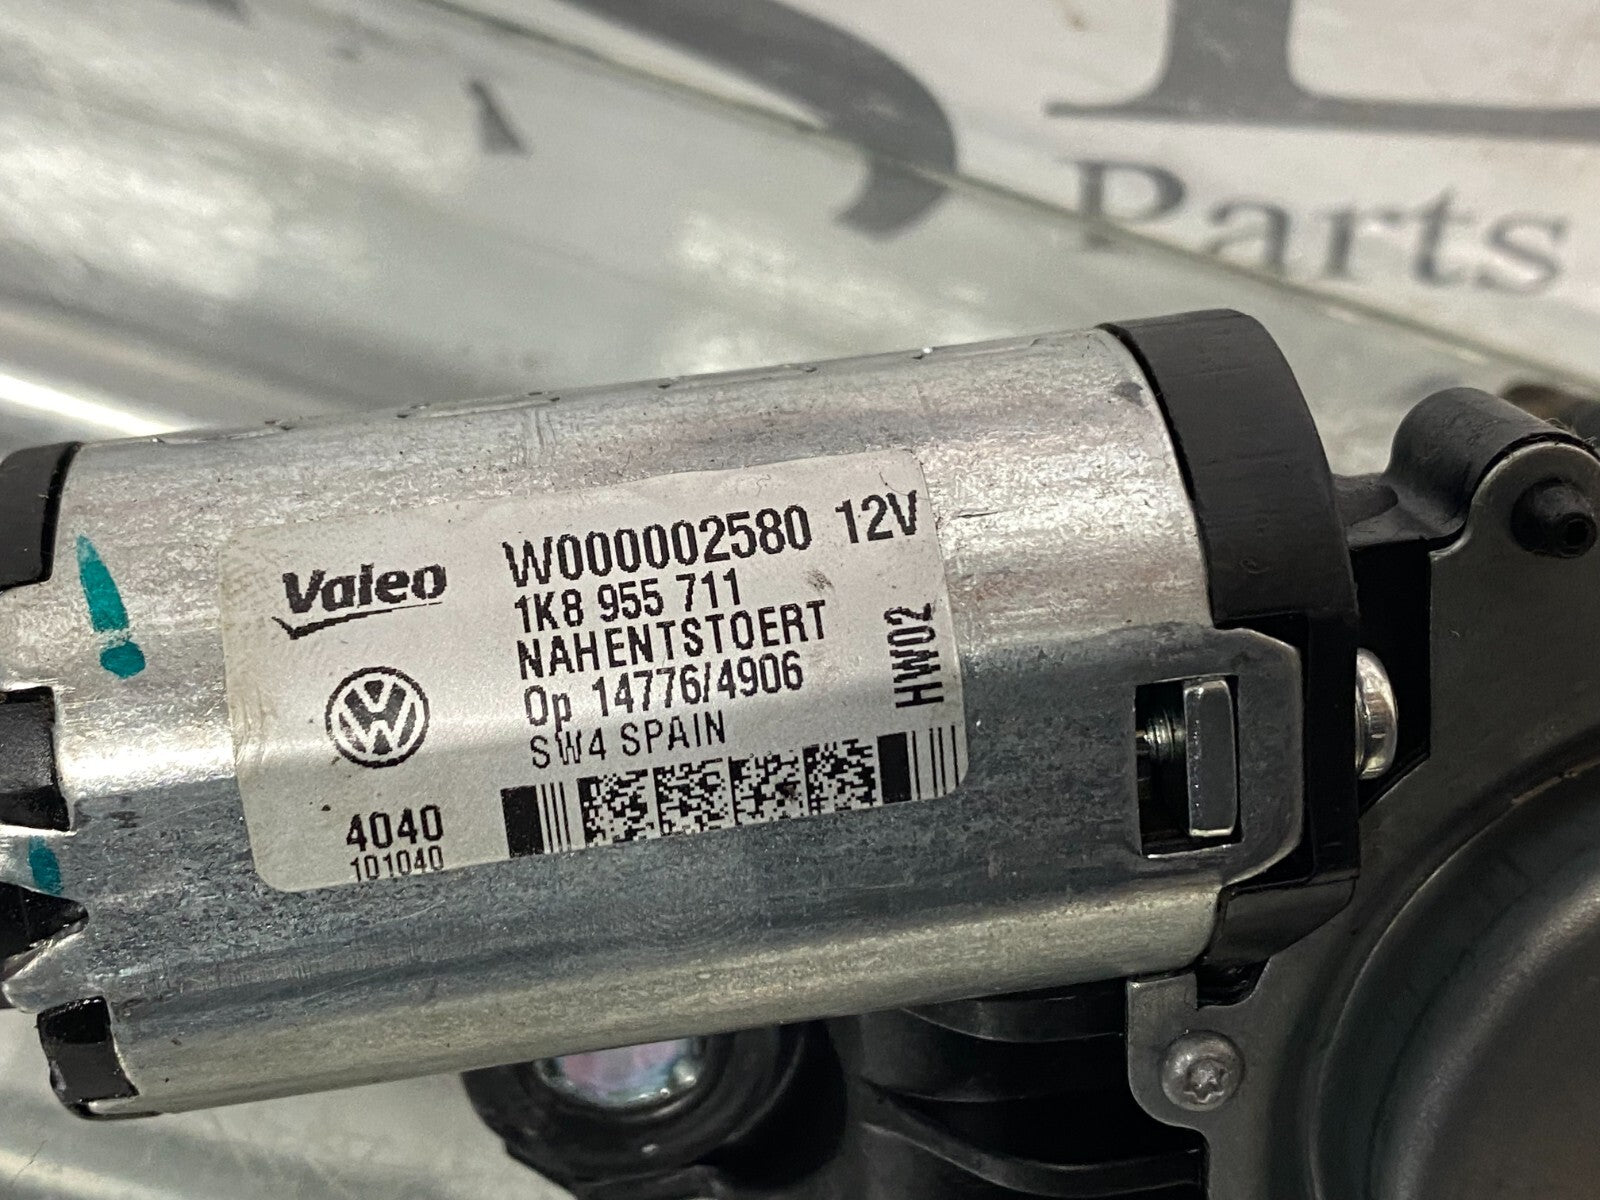 Parts
Valeo
W000002580 12V
1K8 955 711
NAHENTSTOERT
Op 14776/4906
SW4 SPAIN
HW02
4040
101040